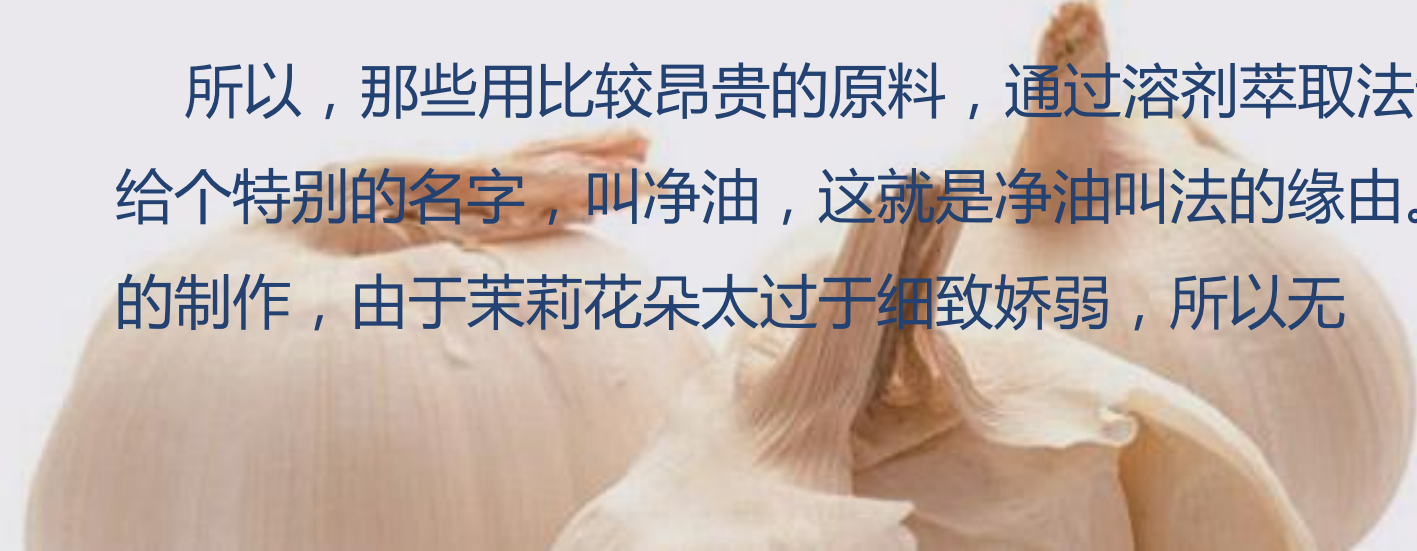 所以，那些用比较昂贵的原料，通过溶剂萃取法
给个特别的名字，叫净油，这就是净油叫法的缘由。
的制作，由于茉莉花朵太过于细致娇弱，所以无